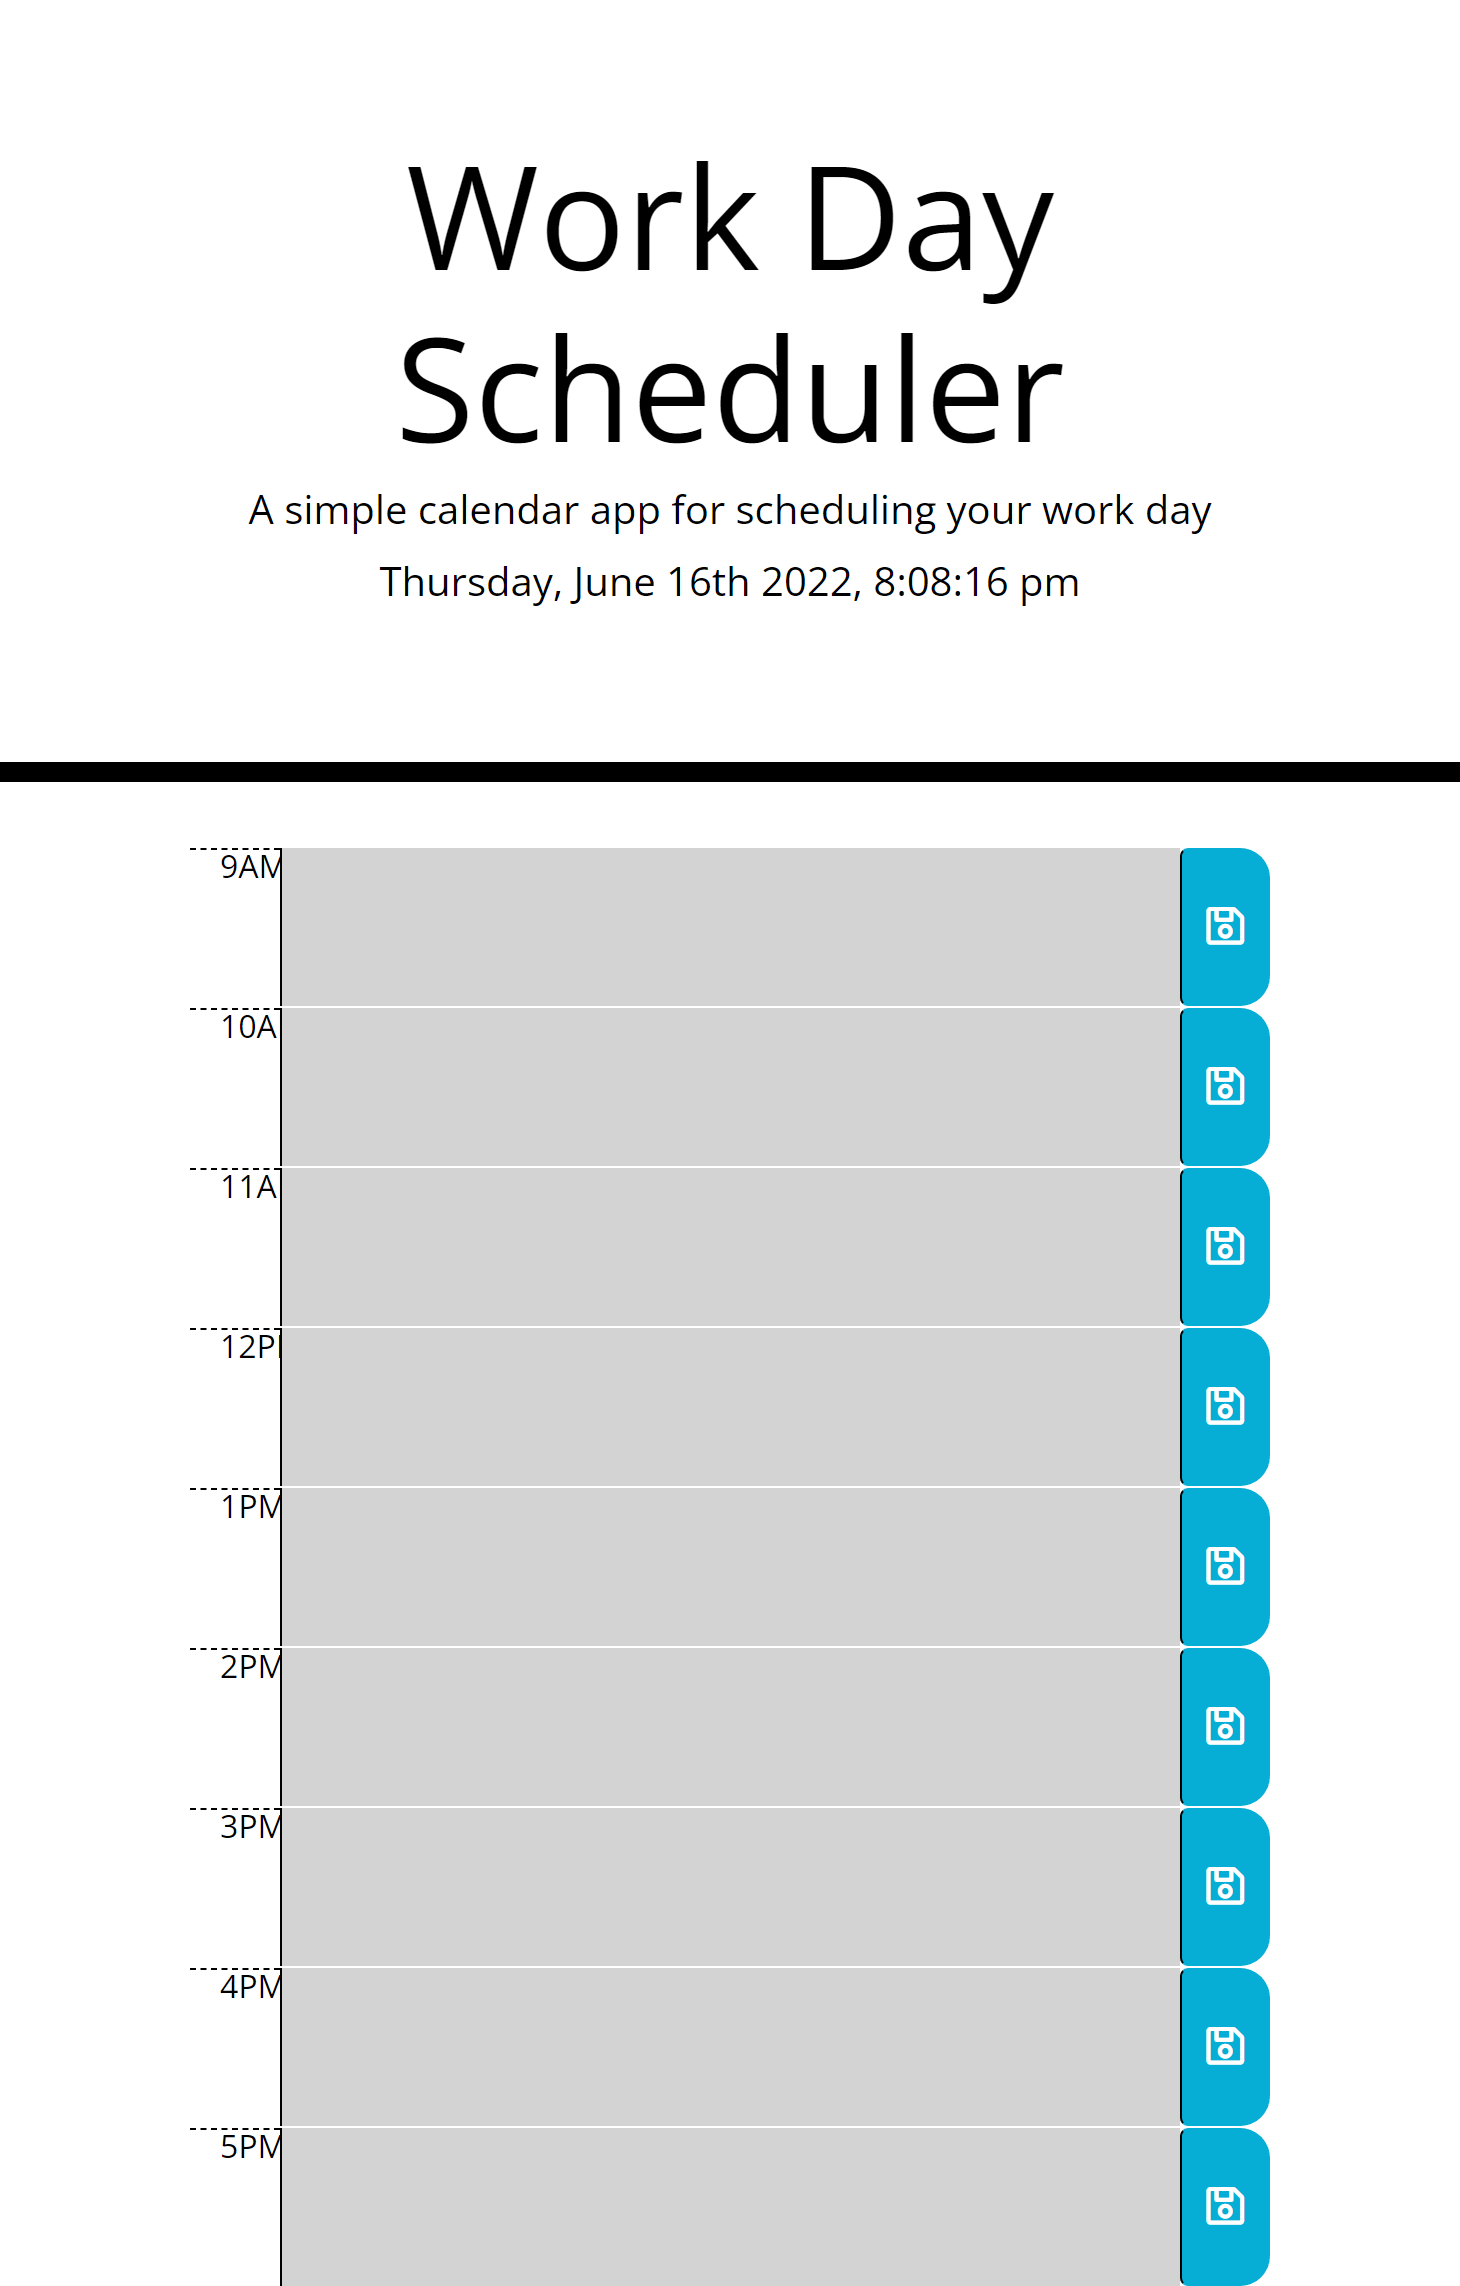 Work Day
Scheduler
A simple calendar app for scheduling your work day
Thursday, June 16th 2022, 8:08:16 pm
9AM
10A
11A
12P
1PM
2PM
3PM
4PM
5PM